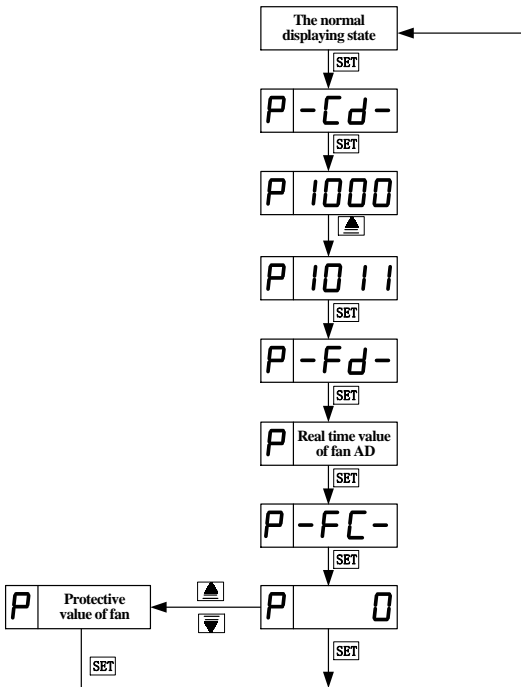 The normal
displaying state
SET
P -Cd-
SET
P 1000
P 1011
SET
P -Fd-
SET
P Real time value
of fan AD
SET
P -FC-
SET
P Protective
value of fan
P 0
SET
SET